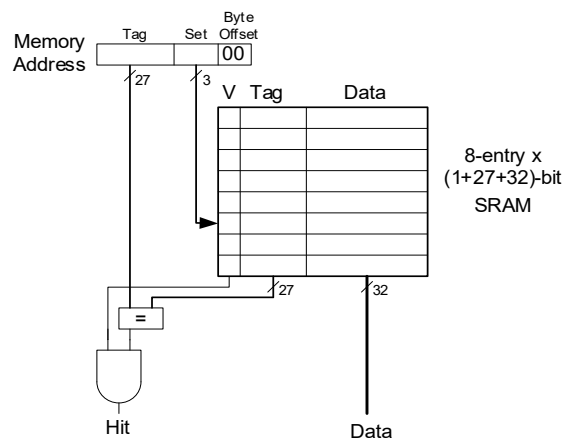 Byte
Tag Set Offset
Memory
Address
00
27 3
V Tag Data
8-entry x
(1+27+32)-bit
SRAM
27 32
=
Hit Data